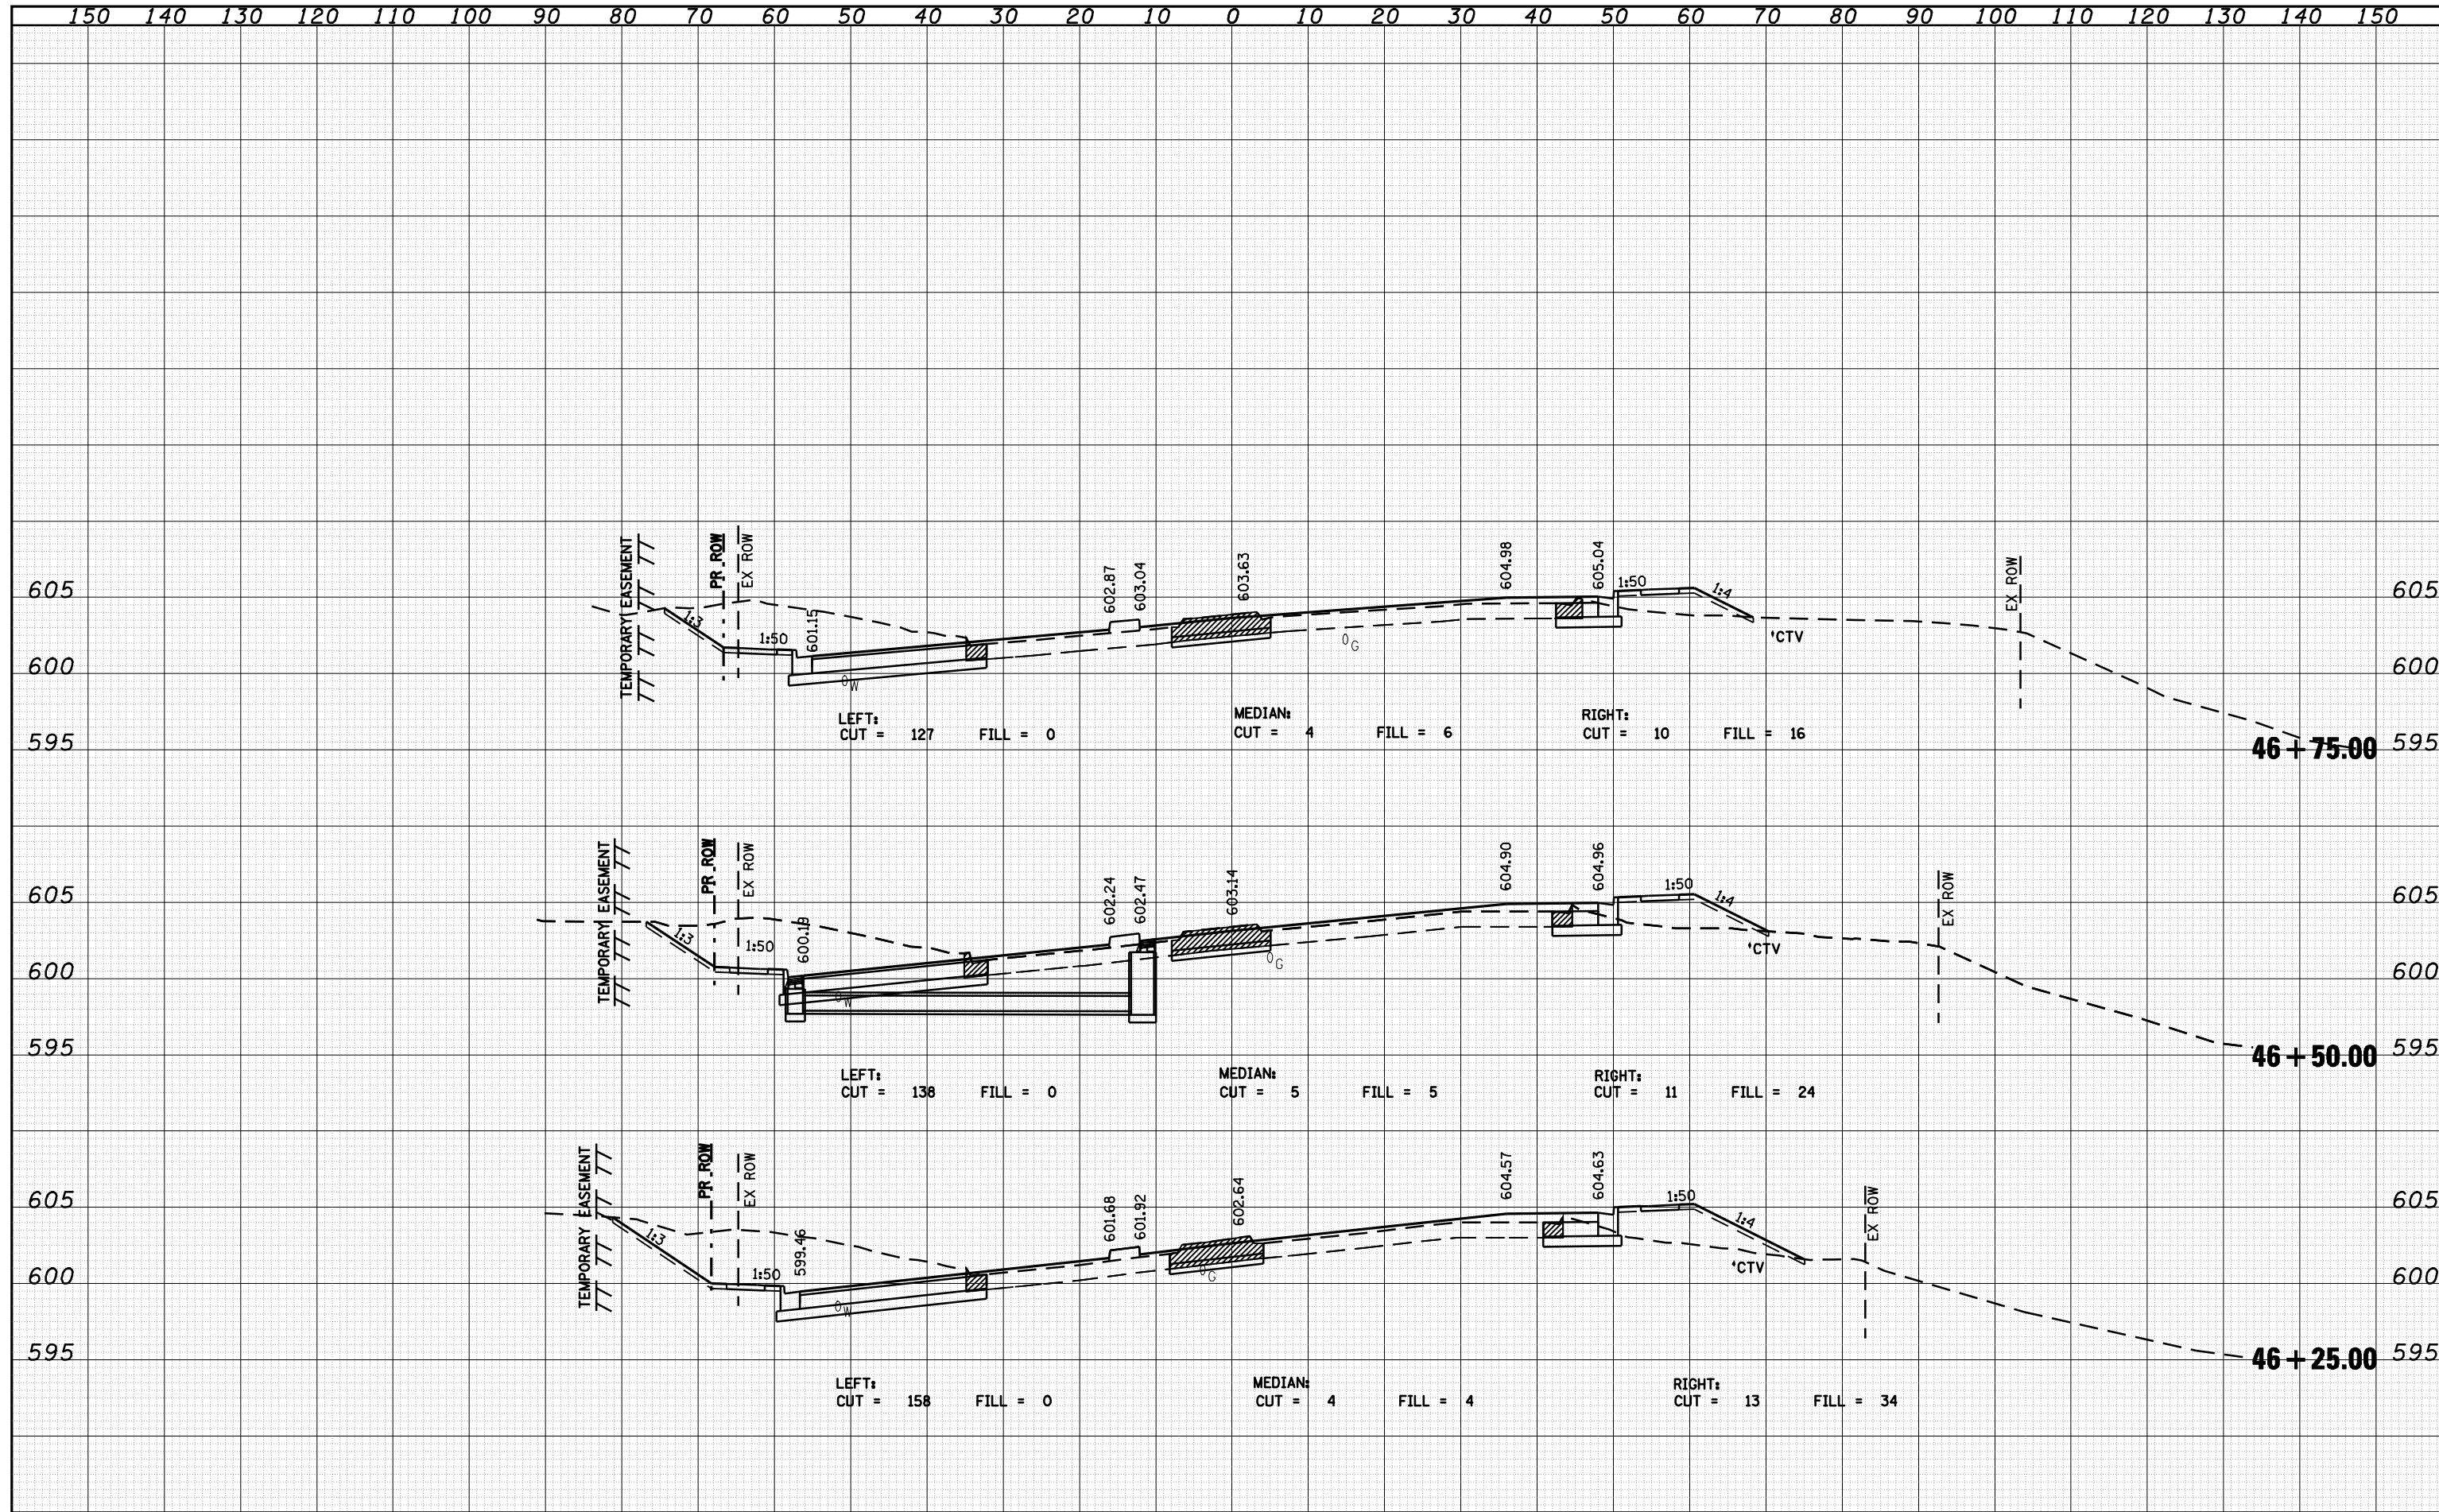 150 140 130 120 110 100 90 80 70 60 50 40 30 20 10 0 10 20 30 40 50 60 70 80 90 100 110 120 130 140 150
TEMPORARY EASEMENT
PR ROW
EX ROW
602.87
603.04
603.63
604.98
605.04
EX ROW
605
1:3
1:50
601.15
1:50
1:4
605
'CTV
G
600
W
600
LEFT:
CUT = 127 FILL = 0
MEDIAN:
CUT = 4 FILL = 6
RIGHT:
CUT = 10 FILL = 16
595
46+75.00
595
TEMPORARY EASEMENT
PR ROW
EX ROW
602.24
602.47
603.14
604.90
604.96
EX ROW
605
1:3
1:50
600.19
1:50
1:4
605
'CTV
G
600
W
600
595
46+50.00
595
LEFT:
CUT = 138 FILL = 0
MEDIAN:
CUT = 5 FILL = 5
RIGHT:
CUT = 11 FILL = 24
TEMPORARY EASEMENT
PR ROW
EX ROW
601.68
601.92
602.64
604.57
604.63
EX ROW
605
1:3
1:50
599.46
1:50
1:4
605
'CTV
G
600
W
600
595
46+25.00
595
LEFT:
CUT = 158 FILL = 0
MEDIAN:
CUT = 4 FILL = 4
RIGHT:
CUT = 13 FILL = 34